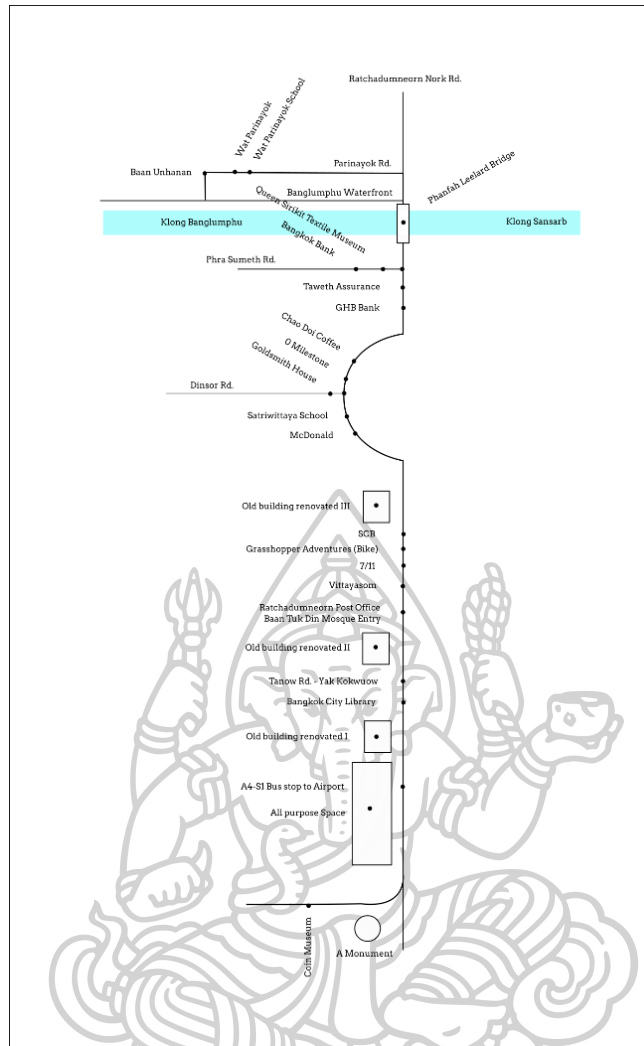 Ratchadumneorn Nork Rd.
Wat Parinayok
Wat Parinayok School
Parinayok Rd.
Baan Unhanan
Phanfah Leelard Bridge
Banglumphu Waterfront
Queen Sirikit Textile Museum
Klong Banglumphu
Klong Sansarb
Bangkok Bank
Phra Sumeth Rd.
Taweth Assurance
GHB Bank
Chao Doi Coffee
0 Milestone
Goldsmith House
Dinsor Rd.
Satriwittaya School
McDonald
Old building renovated III
SCB
Grasshopper Adventures (Bike)
7/11
Vittayasom
Ratchadumneorn Post Office
Baan Tuk Din Mosque Entry
Old building renovated II
Tanow Rd. - Yak Kokwuow
Bangkok City Library
Old building renovated I
A4-S1 Bus stop to Airport
All purpose Space
Coin Museum
A Monument